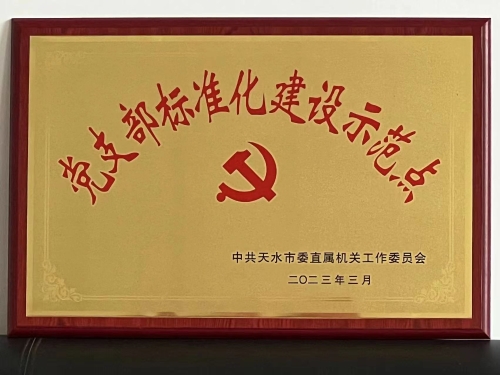 党支部标准化建设示范点
中共天水市委直属机关工作委员会
二〇二三年三月